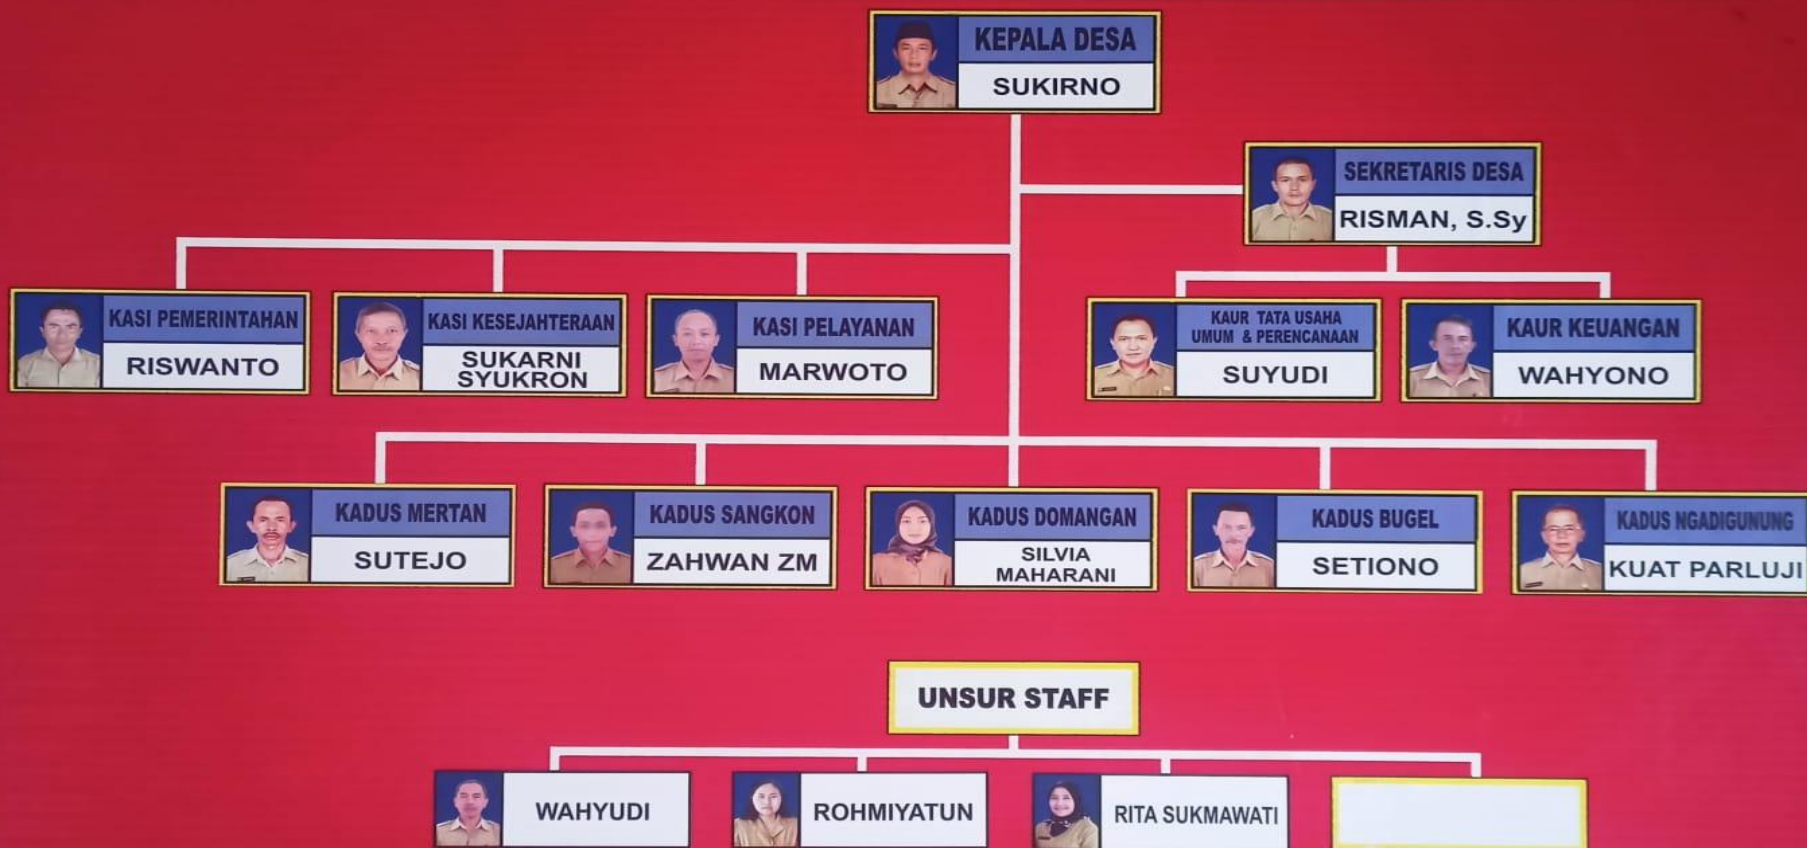 KEPALA DESA
SUKIRNO
SEKRETARIS DESA
RISMAN, S.Sy
KASI PEMERINTAHAN
RISWANTO
KASI KESEJAHTERAAN
SUKARNI
SYUKRON
KASI PELAYANAN
MARWOTO
KAUR TATA USAHA
UMUM & PERENCANAAN
SUYUDI
KAUR KEUANGAN
WAHYONO
KADUS MERTAN
SUTEJO
KADUS SANGKON
ZAHWAN ZM
KADUS DOMANGAN
SILVIA
MAHARANI
KADUS BUGEL
SETIONO
KADUS NGADIGUNUNG
KUAT PARLUJI
UNSUR STAFF
WAHYUDI
ROHMIYATUN
RITA SUKMAWATI